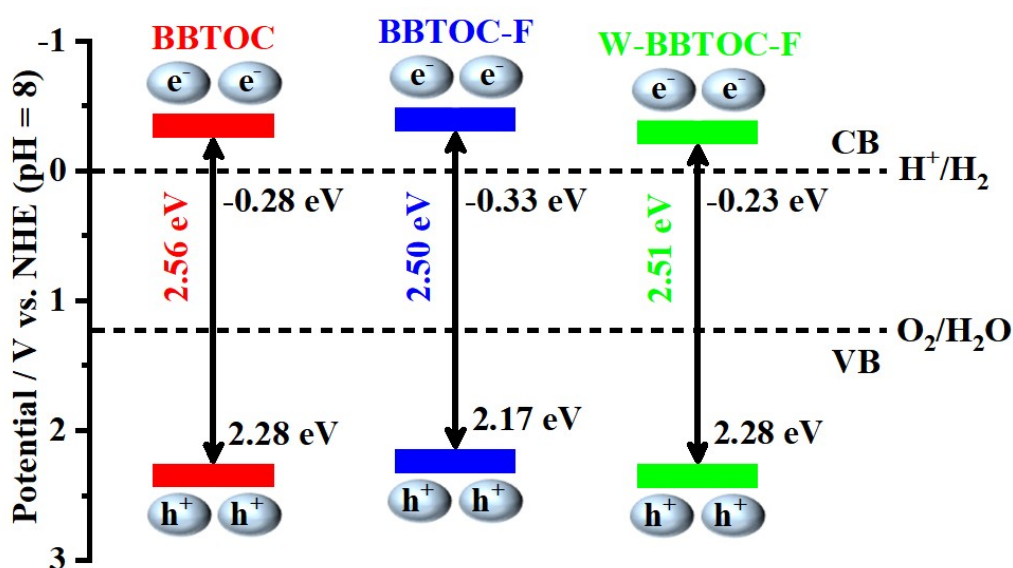 Potential / V vs. NHE (pH = 8)
-1
0
1
2
3
BBTOC
BBTOC-F
W-BBTOC-F
e⁻ e⁻
e⁻ e⁻
e⁻ e⁻
CB
H⁺/H₂
-0.28 eV
-0.33 eV
-0.23 eV
2.56 eV
2.50 eV
2.51 eV
O₂/H₂O
VB
2.28 eV
2.17 eV
2.28 eV
h⁺ h⁺
h⁺ h⁺
h⁺ h⁺